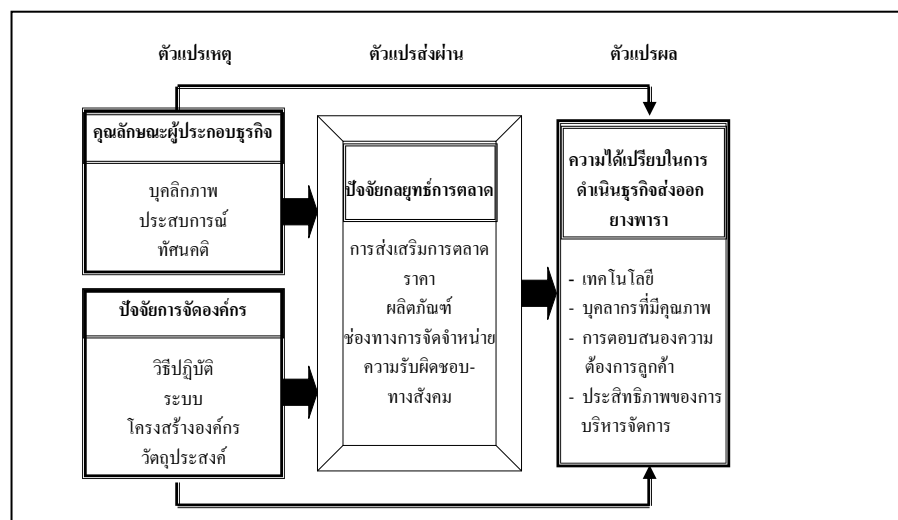 ตัวแปรเหตุ
ตัวแปรส่งผ่าน
ตัวแปรผล
คุณลักษณะผู้ประกอบธุรกิจ
บุคลิกภาพ
ประสบการณ์
ทัศนคติ
ปัจจัยการจัดองค์กร
วิธีปฏิบัติ
ระบบ
โครงสร้างองค์กร
วัตถุประสงค์
ปัจจัยกลยุทธ์การตลาด
การส่งเสริมการตลาด
ราคา
ผลิตภัณฑ์
ช่องทางการจัดจำหน่าย
ความรับผิดชอบ-
ทางสังคม
ความได้เปรียบในการ
ดำเนินธุรกิจส่งออก
ยางพารา
- เทคโนโลยี
- บุคลากรที่มีคุณภาพ
- การตอบสนองความ
ต้องการลูกค้า
- ประสิทธิภาพของการ
บริหารจัดการ